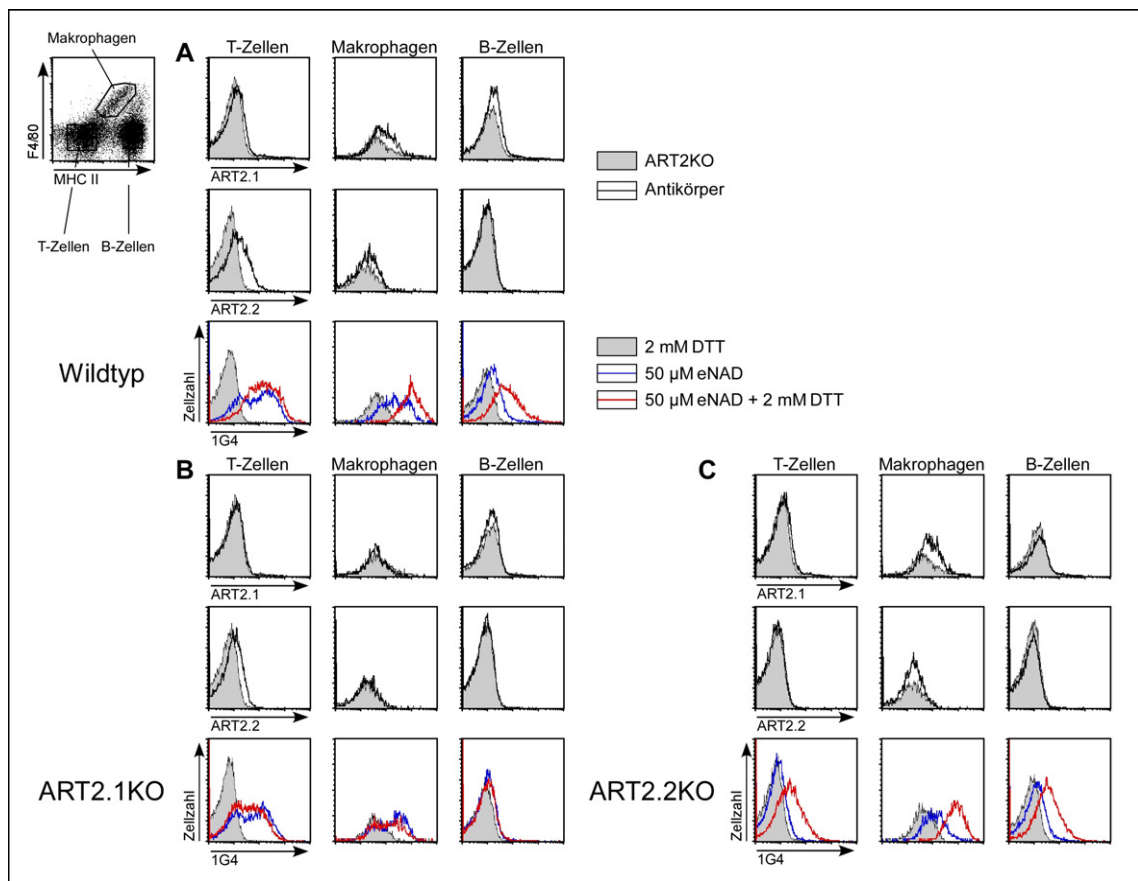 Makrophagen
F4/80
MHC II
T-Zellen B-Zellen
A
T-Zellen Makrophagen B-Zellen
ART2.1
ART2KO
Antikörper
ART2.2
Wildtyp
Zellzahl
1G4
2 mM DTT
50 µM eNAD
50 µM eNAD + 2 mM DTT
B
T-Zellen Makrophagen B-Zellen
ART2.1
ART2.2
ART2.1KO
Zellzahl
1G4
C
T-Zellen Makrophagen B-Zellen
ART2.1
ART2.2
ART2.2KO
Zellzahl
1G4